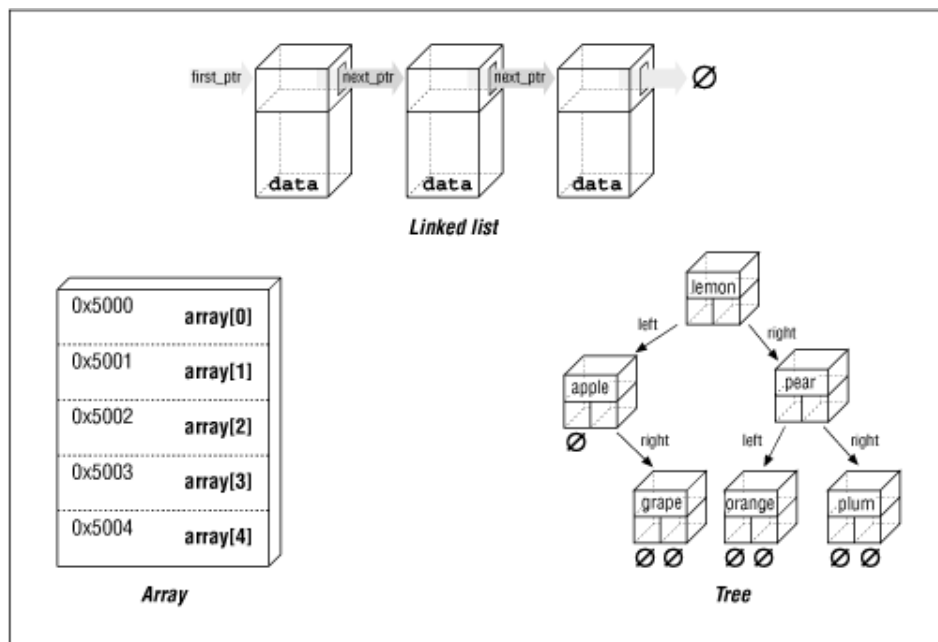 first_ptr next_ptr next_ptr ∅
data data data
Linked list
0x5000 array[0]
0x5001 array[1]
0x5002 array[2]
0x5003 array[3]
0x5004 array[4]
Array
lemon
left right
apple pear
∅ right left right
grape orange plum
∅ ∅ ∅ ∅ ∅ ∅
Tree